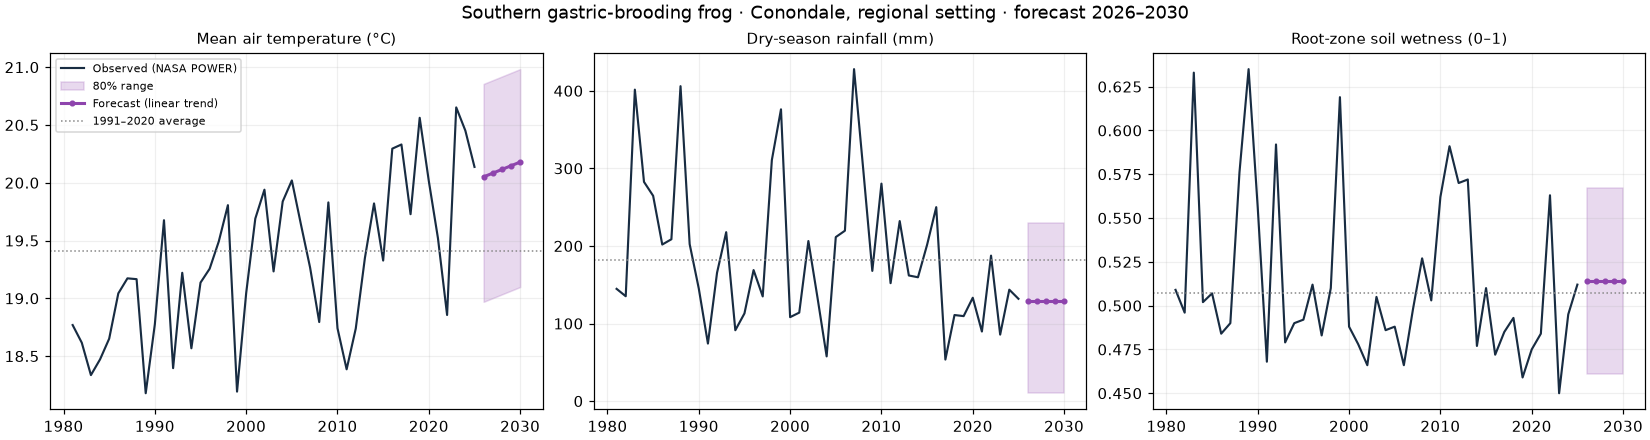 Southern gastric-brooding frog · Conondale, regional setting · forecast 2026–2030
Mean air temperature (°C)
21.0
20.5
20.0
19.5
19.0
18.5
1980 1990 2000 2010 2020 2030
Observed (NASA POWER)
80% range
Forecast (linear trend)
1991–2020 average
Dry-season rainfall (mm)
400
300
200
100
0
1980 1990 2000 2010 2020 2030
Root-zone soil wetness (0–1)
0.625
0.600
0.575
0.550
0.525
0.500
0.475
0.450
1980 1990 2000 2010 2020 2030